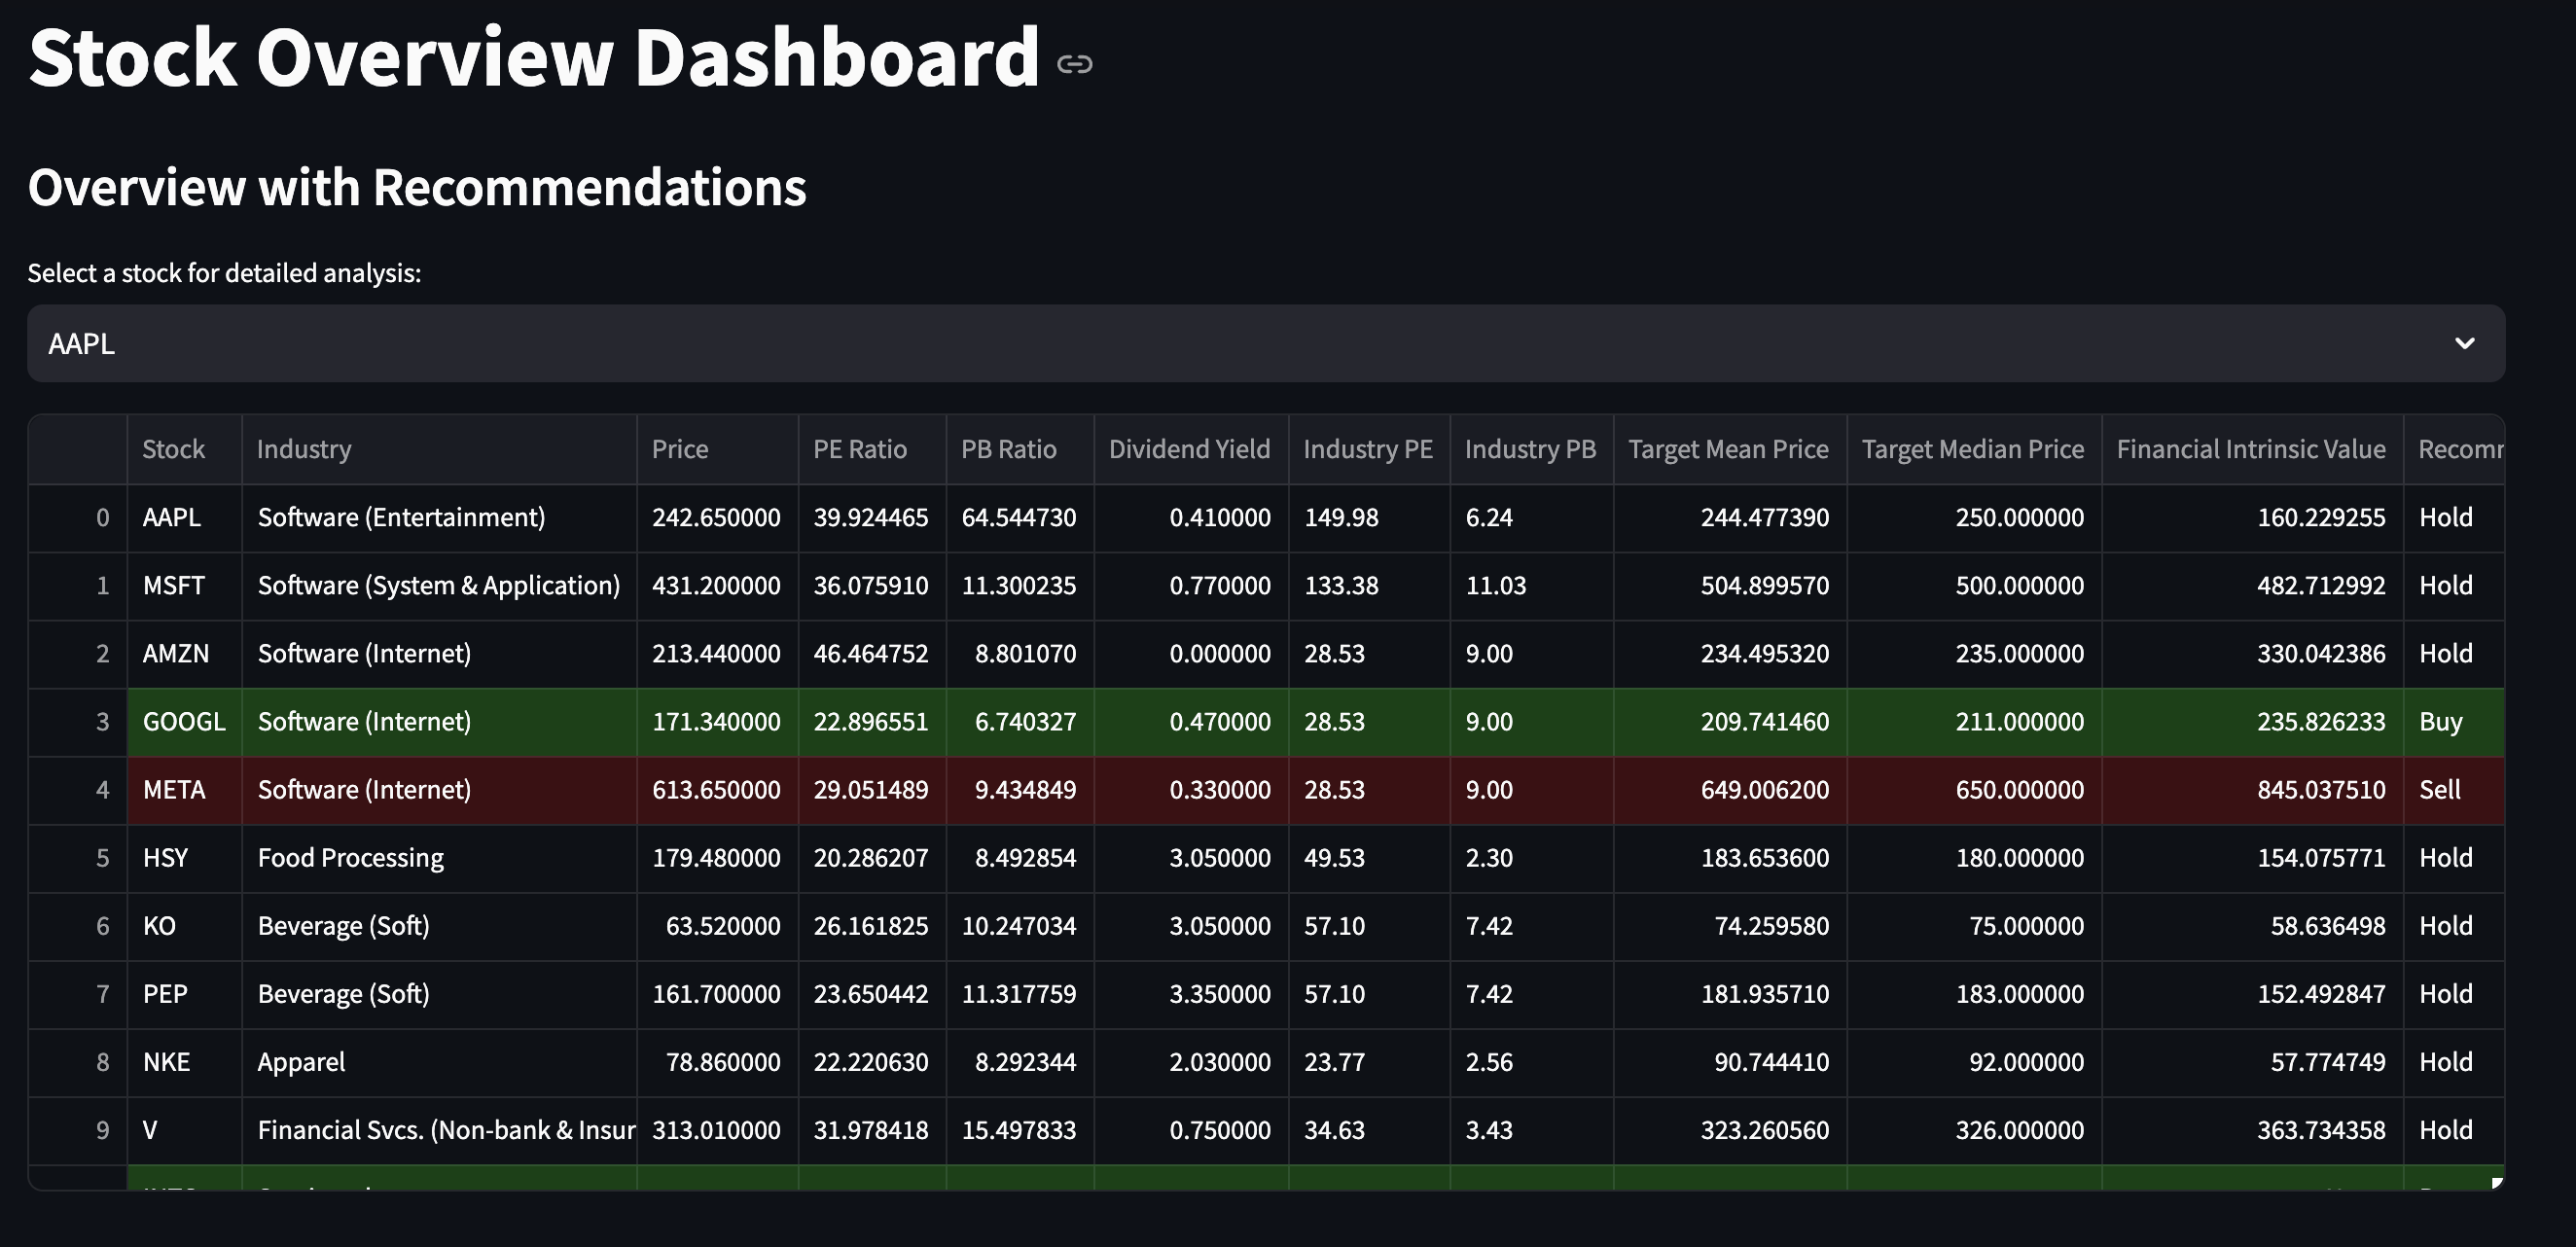 Stock Overview Dashboard
Overview with Recommendations
Select a stock for detailed analysis:
AAPL
Stock Industry Price PE Ratio PB Ratio Dividend Yield Industry PE Industry PB Target Mean Price Target Median Price Financial Intrinsic Value Recomr
0 AAPL Software (Entertainment) 242.650000 39.924465 64.544730 0.410000 149.98 6.24 244.477390 250.000000 160.229255 Hold
1 MSFT Software (System & Application) 431.200000 36.075910 11.300235 0.770000 133.38 11.03 504.899570 500.000000 482.712992 Hold
2 AMZN Software (Internet) 213.440000 46.464752 8.801070 0.000000 28.53 9.00 234.495320 235.000000 330.042386 Hold
3 GOOGL Software (Internet) 171.340000 22.896551 6.740327 0.470000 28.53 9.00 209.741460 211.000000 235.826233 Buy
4 META Software (Internet) 613.650000 29.051489 9.434849 0.330000 28.53 9.00 649.006200 650.000000 845.037510 Sell
5 HSY Food Processing 179.480000 20.286207 8.492854 3.050000 49.53 2.30 183.653600 180.000000 154.075771 Hold
6 KO Beverage (Soft) 63.520000 26.161825 10.247034 3.050000 57.10 7.42 74.259580 75.000000 58.636498 Hold
7 PEP Beverage (Soft) 161.700000 23.650442 11.317759 3.350000 57.10 7.42 181.935710 183.000000 152.492847 Hold
8 NKE Apparel 78.860000 22.220630 8.292344 2.030000 23.77 2.56 90.744410 92.000000 57.774749 Hold
9 V Financial Svcs. (Non-bank & Insur 313.010000 31.978418 15.497833 0.750000 34.63 3.43 323.260560 326.000000 363.734358 Hold